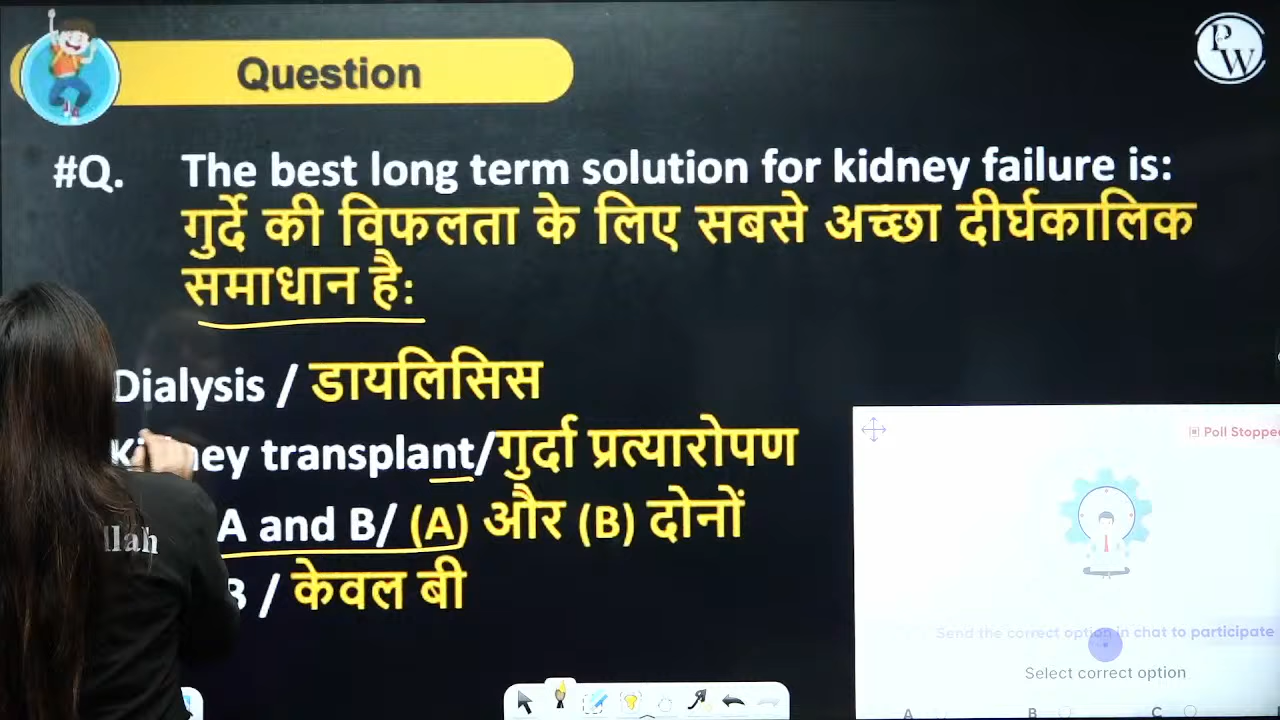 Question
PW
#Q. The best long term solution for kidney failure is:
गुर्दे की विफलता के लिए सबसे अच्छा दीर्घकालिक
समाधान है:
Dialysis / डायलिसिस
transplant/गुर्दा प्रत्यारोपण
A and B/ (A) और (B) दोनों
B / केवल बी
Poll Stopped
Send the correct option in chat to participate
Select correct option
A B C